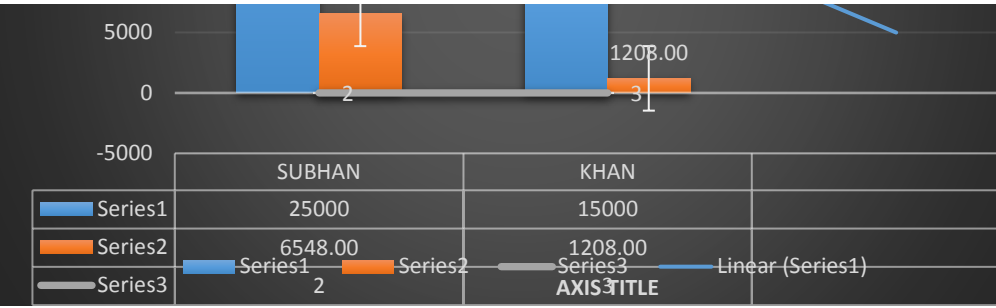 5000
1208.00
0
2
3
-5000
SUBHAN KHAN
Series1 25000 15000
Series2 6548.00 1208.00
Series1 Series2 Series3 Linear (Series1)
Series3 2 3
AXIS TITLE